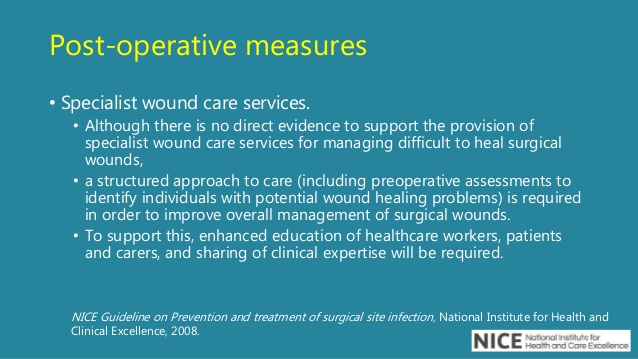 Post-operative measures
• Specialist wound care services.
• Although there is no direct evidence to support the provision of
specialist wound care services for managing difficult to heal surgical
wounds,
• a structured approach to care (including preoperative assessments to
identify individuals with potential wound healing problems) is required
in order to improve overall management of surgical wounds.
• To support this, enhanced education of healthcare workers, patients
and carers, and sharing of clinical expertise will be required.
NICE Guideline on Prevention and treatment of surgical site infection, National Institute for Health and
Clinical Excellence, 2008.
NICE National Institute for
Health and Care Excellence